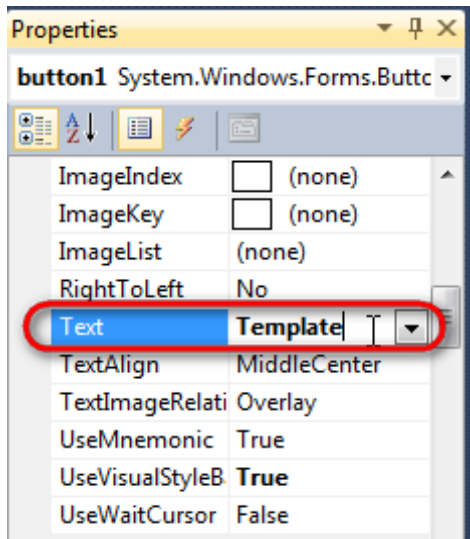 Properties
button1 System.Windows.Forms.Buttc
ImageIndex (none)
ImageKey (none)
ImageList (none)
RightToLeft No
Text Template
TextAlign MiddleCenter
TextImageRelati Overlay
UseMnemonic True
UseVisualStyleB True
UseWaitCursor False